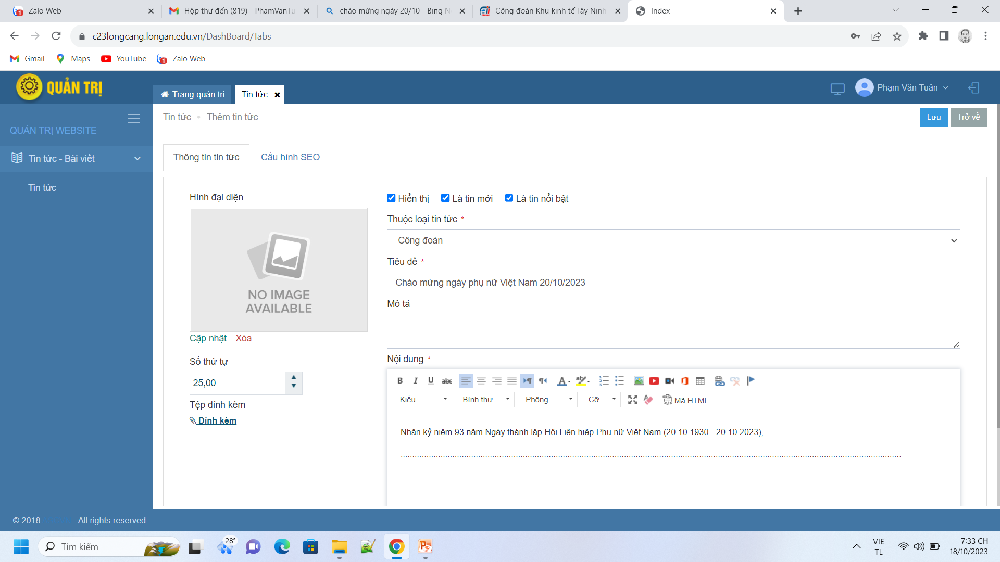 Zalo Web
Hộp thư đến (819) - PhamVanTu
chào mừng ngày 20/10 - Bing N
Công đoàn Khu kinh tế Tây Ninh
Index
c23longcang.longan.edu.vn/DashBoard/Tabs
Gmail
Maps
YouTube
1
Zalo Web
QUẢN TRỊ
Trang quản trị
Tin tức
Phạm Văn Tuân
QUẢN TRỊ WEBSITE
Tin tức - Bài viết
Tin tức
Tin tức • Thêm tin tức
Lưu
Trở về
Thông tin tin tức
Cấu hình SEO
Hình đại diện
NO IMAGE
AVAILABLE
Cập nhật
Xóa
Số thứ tự
25,00
Tệp đính kèm
Đính kèm
Hiển thị
Là tin mới
Là tin nổi bật
Thuộc loại tin tức *
Công đoàn
Tiêu đề *
Chào mừng ngày phụ nữ Việt Nam 20/10/2023
Mô tả
Nội dung *
B I U abc
Kiểu
Bình thư...
Phông
Cỡ...
Mã HTML
Nhân kỷ niệm 93 năm Ngày thành lập Hội Liên hiệp Phụ nữ Việt Nam (20.10.1930 - 20.10.2023), .........................................................
© 2018 . All rights reserved.
Tìm kiếm
28°
VIE
TL
7:33 CH
18/10/2023